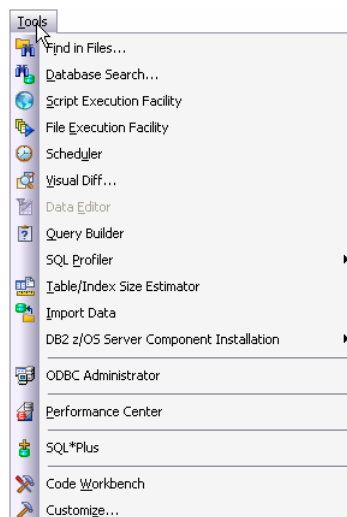 Tools
Find in Files...
Database Search...
Script Execution Facility
File Execution Facility
Scheduler
Visual Diff...
Data Editor
Query Builder
SQL Profiler
Table/Index Size Estimator
Import Data
DB2 z/OS Server Component Installation
ODBC Administrator
Performance Center
SQL*Plus
Code Workbench
Customize...